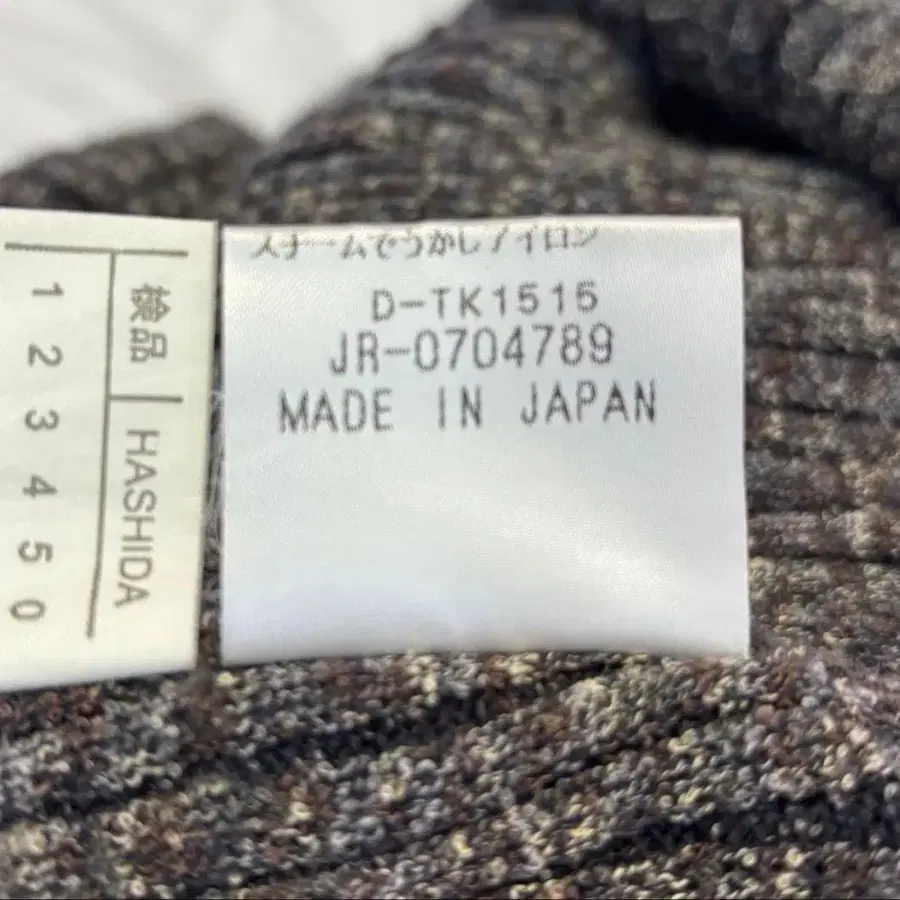 検品 HASHIDA
1 2 3 4 5 0
スチームでうかしアイロン
D-TK1515
JR-0704789
MADE IN JAPAN